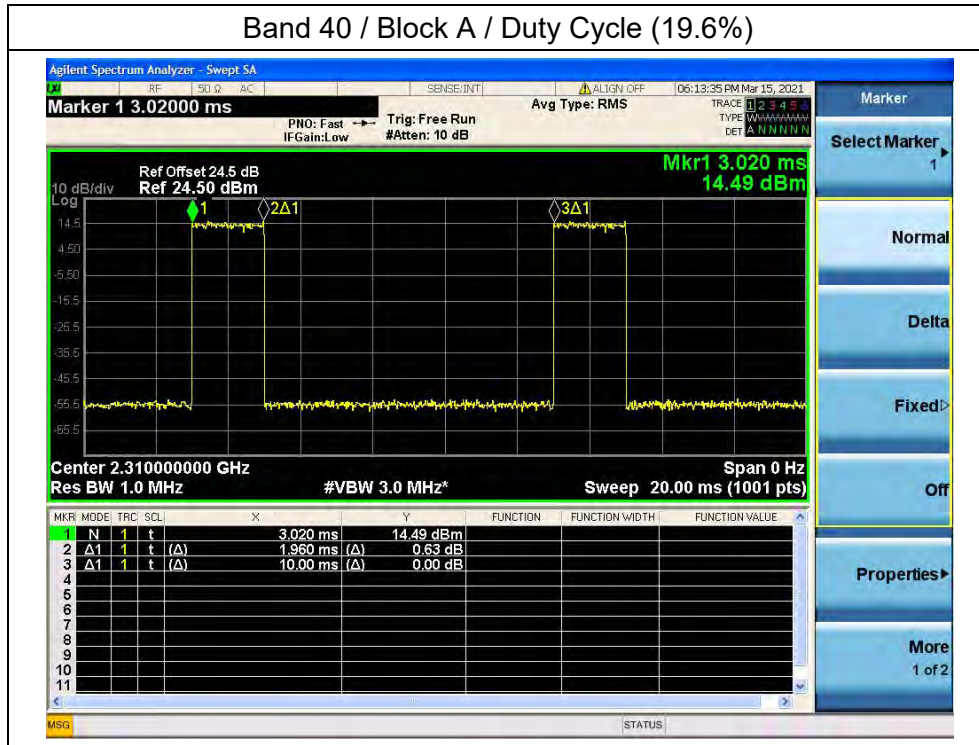 Band 40 / Block A / Duty Cycle (19.6%)
Agilent Spectrum Analyzer - Swept SA
LXI RF 50 Ω AC SENSE:INT ALIGN OFF 06:13:35 PM Mar 15, 2021
Marker 1 3.02000 ms
PNO: Fast
IFGain:Low
Trig: Free Run
#Atten: 10 dB
Avg Type: RMS
TRACE 1 2 3 4 5 6
TYPE WWWWWW
DET A N N N N N
Ref Offset 24.5 dB
Ref 24.50 dBm
10 dB/div
Log
Mkr1 3.020 ms
14.49 dBm
1 2Δ1 3Δ1
14.5
4.50
-5.50
-15.5
-25.5
-35.5
-45.5
-55.5
-65.5
Center 2.310000000 GHz Span 0 Hz
Res BW 1.0 MHz #VBW 3.0 MHz* Sweep 20.00 ms (1001 pts)
MKR MODE TRC SCL X Y FUNCTION FUNCTION WIDTH FUNCTION VALUE
1 N 1 t 3.020 ms 14.49 dBm
2 Δ1 1 t (Δ) 1.960 ms (Δ) 0.63 dB
3 Δ1 1 t (Δ) 10.00 ms (Δ) 0.00 dB
4
5
6
7
8
9
10
11
MSG STATUS
Marker
Select Marker
1
Normal
Delta
Fixed
Off
Properties
More
1 of 2